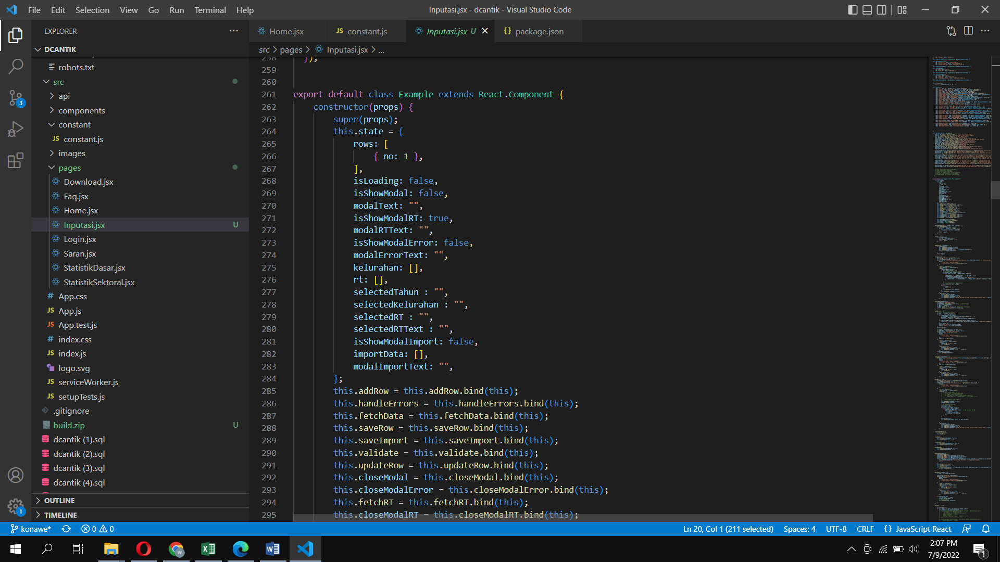 File Edit Selection View Go Run Terminal Help
Inputasi.jsx - dcantik - Visual Studio Code
EXPLORER
DCANTIK
robots.txt
src
api
components
constant
JS constant.js
images
pages
Download.jsx
Faq.jsx
Home.jsx
Inputasi.jsx U
Login.jsx
Saran.jsx
StatistikDasar.jsx
StatistikSektoral.jsx
# App.css
JS App.js
JS App.test.js
# index.css
JS index.js
logo.svg
JS serviceWorker.js
JS setupTests.js
.gitignore
build.zip U
dcantik (1).sql
dcantik (2).sql
dcantik (3).sql
dcantik (4).sql
OUTLINE
TIMELINE
3
1
Home.jsx
JS constant.js
Inputasi.jsx U
{} package.json
src > pages > Inputasi.jsx > ...
258 });
259
260
261 export default class Example extends React.Component {
262 constructor(props) {
263 super(props);
264 this.state = {
265 rows: [
266 { no: 1 },
267 ],
268 isLoading: false,
269 isShowModal: false,
270 modalText: "",
271 isShowModalRT: true,
272 modalRTText: "",
273 isShowModalError: false,
274 modalErrorText: "",
275 kelurahan: [],
276 rt: [],
277 selectedTahun : "",
278 selectedKelurahan : "",
279 selectedRT : "",
280 selectedRTText : "",
281 isShowModalImport: false,
282 importData: [],
283 modalImportText: "",
284 };
285 this.addRow = this.addRow.bind(this);
286 this.handleErrors = this.handleErrors.bind(this);
287 this.fetchData = this.fetchData.bind(this);
288 this.saveRow = this.saveRow.bind(this);
289 this.saveImport = this.saveImport.bind(this);
290 this.validate = this.validate.bind(this);
291 this.updateRow = this.updateRow.bind(this);
292 this.closeModal = this.closeModal.bind(this);
293 this.closeModalError = this.closeModalError.bind(this);
294 this.fetchRT = this.fetchRT.bind(this);
295 this.closeModalRT = this.closeModalRT.bind(this);
konawe* 0 0
Ln 20, Col 1 (211 selected) Spaces: 4 UTF-8 CRLF {} JavaScript React
2:07 PM
7/9/2022
1